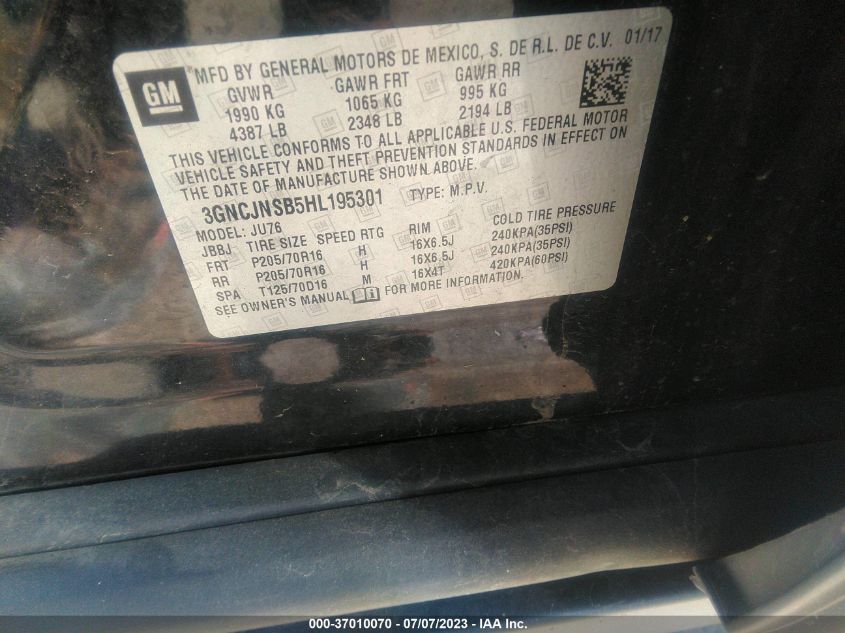 GM
MFD BY GENERAL MOTORS DE MEXICO, S. DE R.L. DE C.V. 01/17
GVWR GAWR FRT GAWR RR
1990 KG 1065 KG 995 KG
4387 LB 2348 LB 2194 LB
THIS VEHICLE CONFORMS TO ALL APPLICABLE U.S. FEDERAL MOTOR
VEHICLE SAFETY AND THEFT PREVENTION STANDARDS IN EFFECT ON
THE DATE OF MANUFACTURE SHOWN ABOVE.
3GNCJNSB5HL195301 TYPE: M.P.V.
MODEL: JU76
JBBJ TIRE SIZE SPEED RTG RIM COLD TIRE PRESSURE
FRT P205/70R16 H 16X6.5J 240KPA(35PSI)
RR P205/70R16 H 16X6.5J 240KPA(35PSI)
SPA T125/70D16 M 16X4T 420KPA(60PSI)
SEE OWNER'S MANUAL FOR MORE INFORMATION.
000-37010070 - 07/07/2023 - IAA Inc.